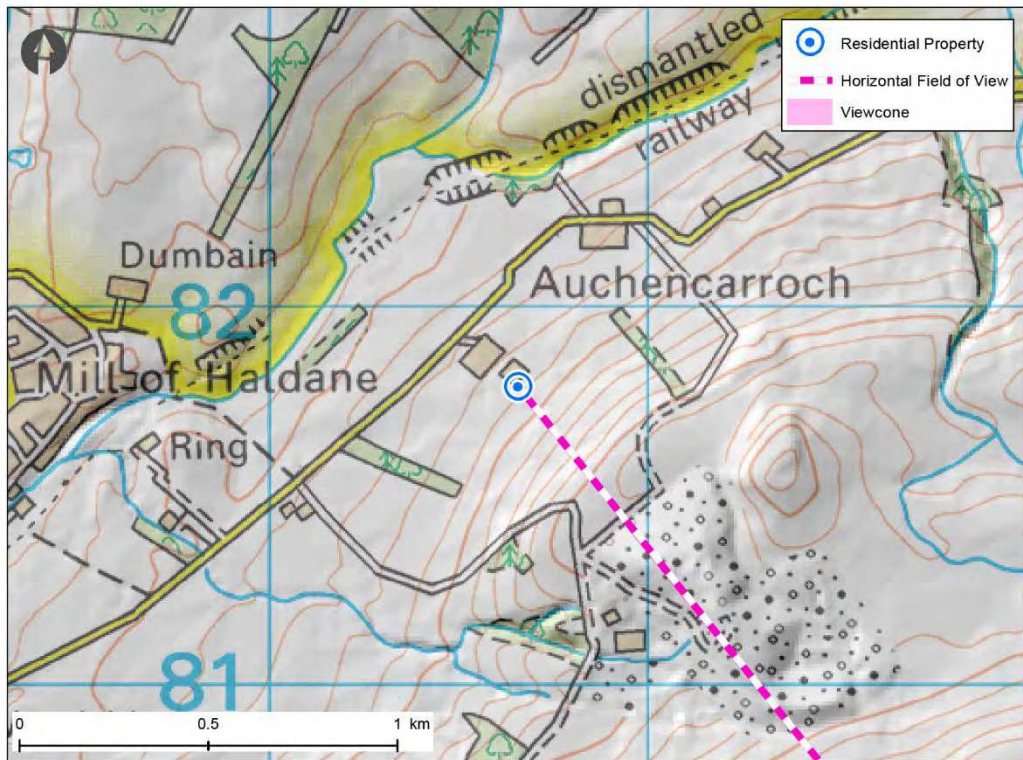 dismantled
railway
Residential Property
Horizontal Field of View
Viewcone
Dumbain
82
Auchencarroch
Mill of Haldane
Ring
81
0 0.5 1 km